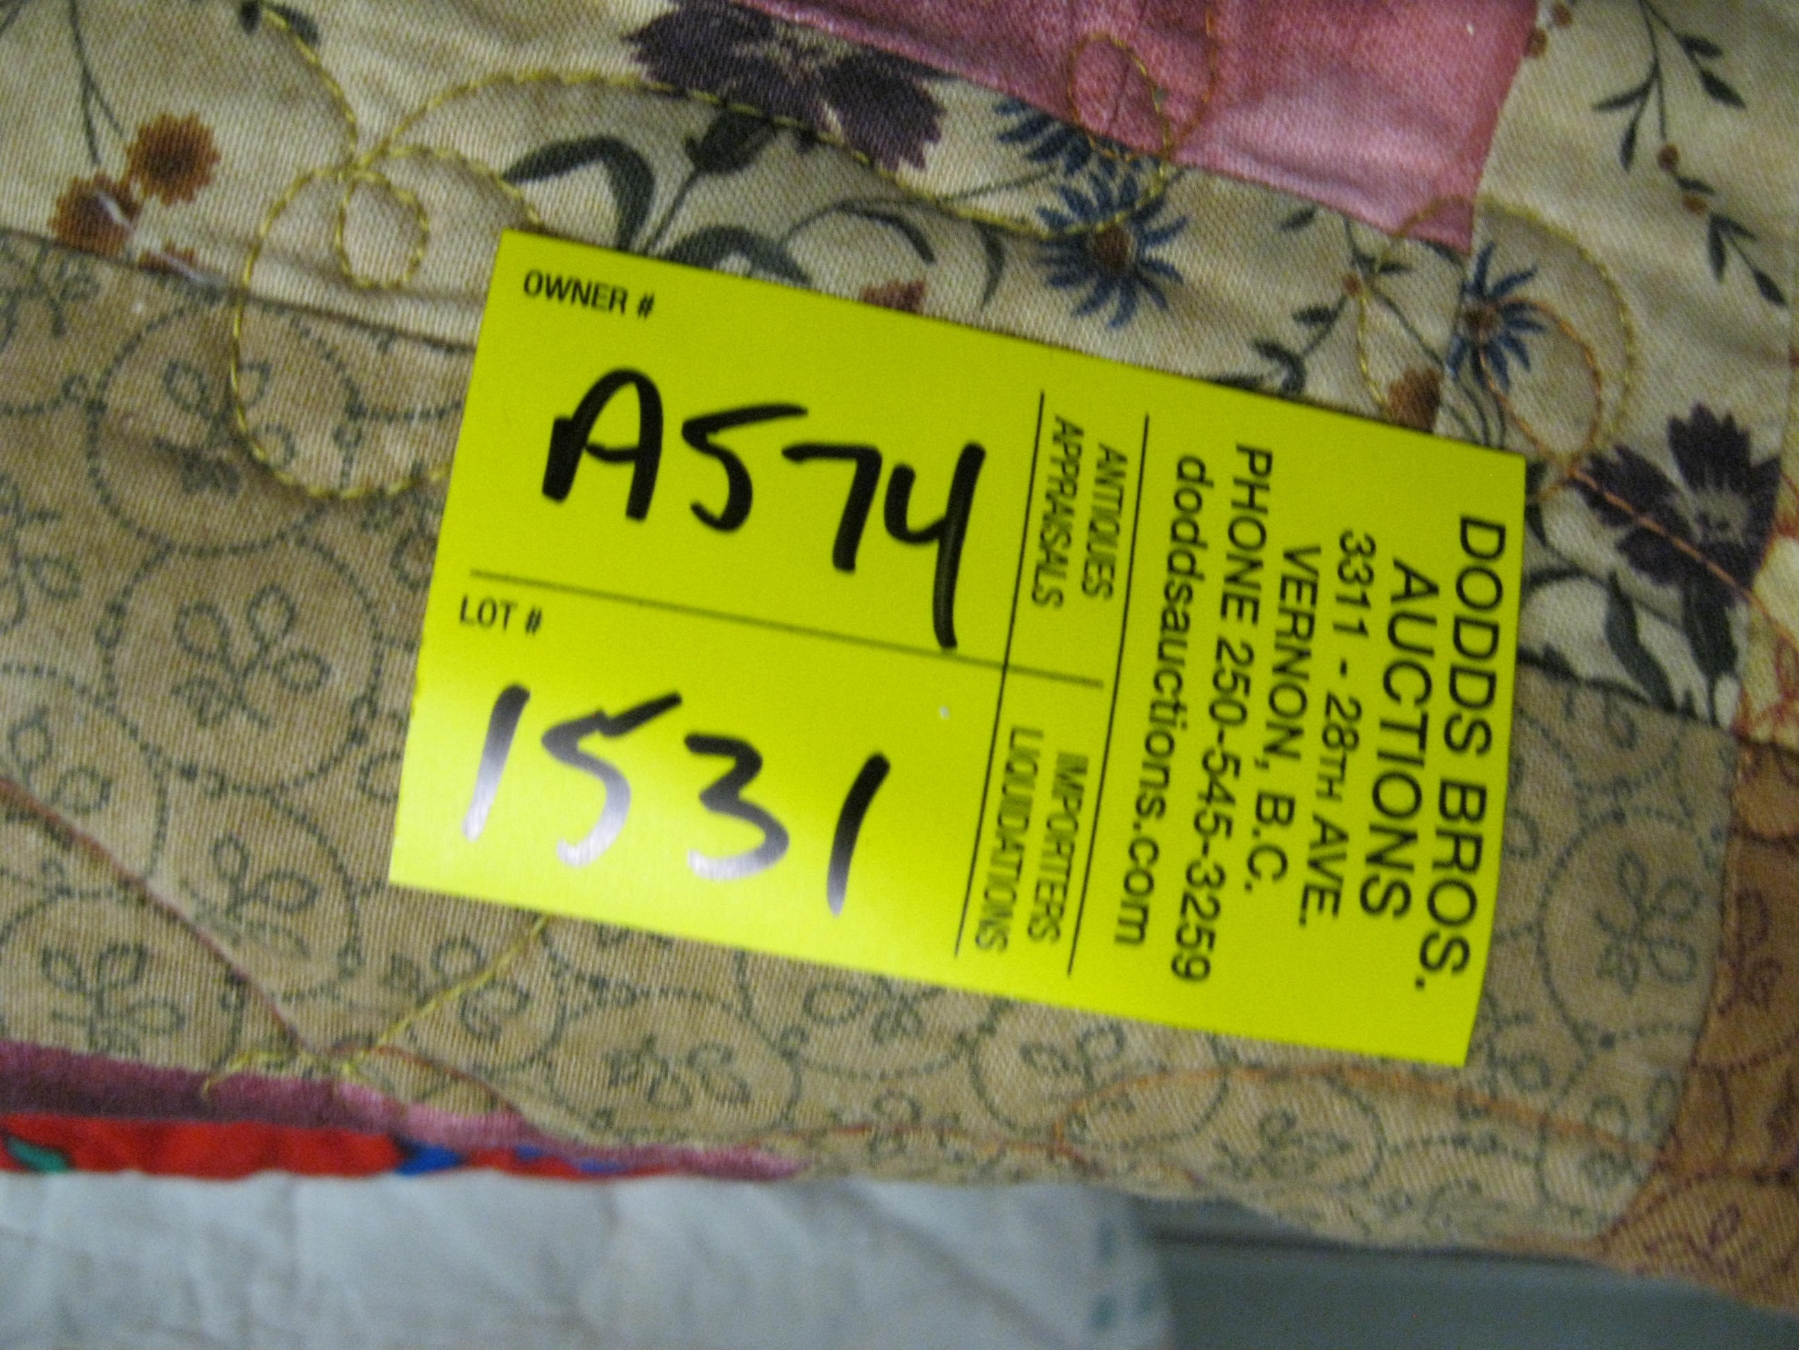 OWNER #
A574
LOT #
1531
ANTIQUES
APPRAISALS
IMPORTERS
LIQUIDATIONS
DODDS BROS.
AUCTIONS
3311 - 28TH AVE.
VERNON, B.C.
PHONE 250-545-3259
doddsauctions.com